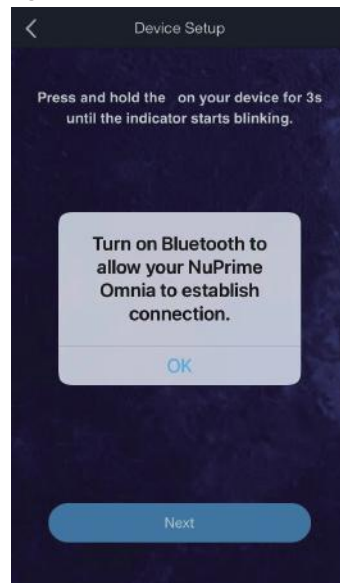 Device Setup
Press and hold the on your device for 3s
until the indicator starts blinking.
Turn on Bluetooth to
allow your NuPrime
Omnia to establish
connection.
OK
Next